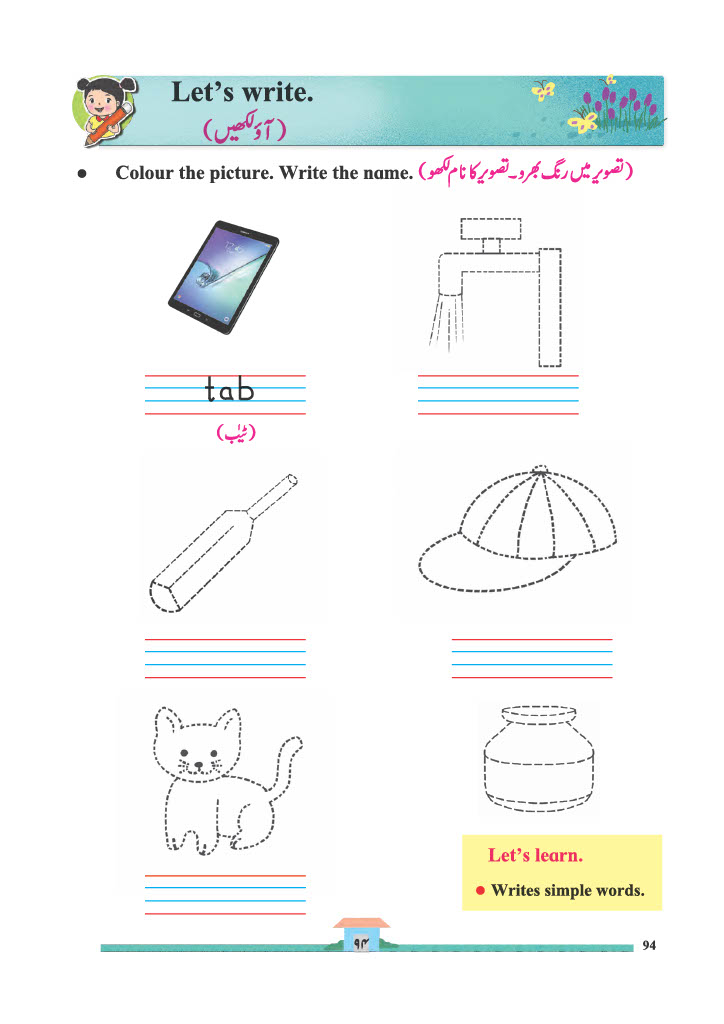 Let's write.
(آؤ لکھیں)
• Colour the picture. Write the name. (تصویر میں رنگ بھرو۔ تصویر کا نام لکھو)
tab
(ٹیب)
Let's learn.
• Writes simple words.
۹۴
94